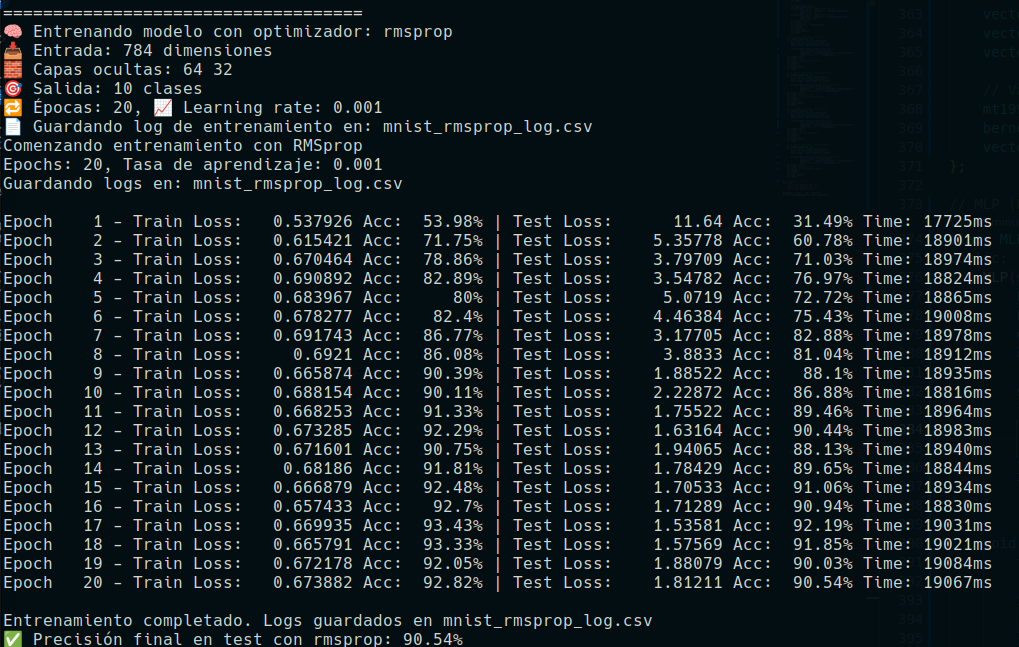 ====================================
🧠 Entrenando modelo con optimizador: rmsprop
📥 Entrada: 784 dimensiones
🧱 Capas ocultas: 64 32
🎯 Salida: 10 clases
🔁 Épocas: 20, 📈 Learning rate: 0.001
📄 Guardando log de entrenamiento en: mnist_rmsprop_log.csv
Comenzando entrenamiento con RMSprop
Epochs: 20, Tasa de aprendizaje: 0.001
Guardando logs en: mnist_rmsprop_log.csv
Epoch    1 - Train Loss:   0.537926 Acc:  53.98% | Test Loss:      11.64 Acc:  31.49% Time: 17725ms
Epoch    2 - Train Loss:   0.615421 Acc:  71.75% | Test Loss:    5.35778 Acc:  60.78% Time: 18901ms
Epoch    3 - Train Loss:   0.670464 Acc:  78.86% | Test Loss:    3.79709 Acc:  71.03% Time: 18974ms
Epoch    4 - Train Loss:   0.690892 Acc:  82.89% | Test Loss:    3.54782 Acc:  76.97% Time: 18824ms
Epoch    5 - Train Loss:   0.683967 Acc:     80% | Test Loss:     5.0719 Acc:  72.72% Time: 18865ms
Epoch    6 - Train Loss:   0.678277 Acc:   82.4% | Test Loss:    4.46384 Acc:  75.43% Time: 19008ms
Epoch    7 - Train Loss:   0.691743 Acc:  86.77% | Test Loss:    3.17705 Acc:  82.88% Time: 18978ms
Epoch    8 - Train Loss:     0.6921 Acc:  86.08% | Test Loss:     3.8833 Acc:  81.04% Time: 18912ms
Epoch    9 - Train Loss:   0.665874 Acc:  90.39% | Test Loss:    1.88522 Acc:   88.1% Time: 18935ms
Epoch   10 - Train Loss:   0.688154 Acc:  90.11% | Test Loss:    2.22872 Acc:  86.88% Time: 18816ms
Epoch   11 - Train Loss:   0.668253 Acc:  91.33% | Test Loss:    1.75522 Acc:  89.46% Time: 18964ms
Epoch   12 - Train Loss:   0.673285 Acc:  92.29% | Test Loss:    1.63164 Acc:  90.44% Time: 18983ms
Epoch   13 - Train Loss:   0.671601 Acc:  90.75% | Test Loss:    1.94065 Acc:  88.13% Time: 18940ms
Epoch   14 - Train Loss:    0.68186 Acc:  91.81% | Test Loss:    1.78429 Acc:  89.65% Time: 18844ms
Epoch   15 - Train Loss:   0.666879 Acc:  92.48% | Test Loss:    1.70533 Acc:  91.06% Time: 18934ms
Epoch   16 - Train Loss:   0.657433 Acc:   92.7% | Test Loss:    1.71289 Acc:  90.94% Time: 18830ms
Epoch   17 - Train Loss:   0.669935 Acc:  93.43% | Test Loss:    1.53581 Acc:  92.19% Time: 19031ms
Epoch   18 - Train Loss:   0.665791 Acc:  93.33% | Test Loss:    1.57569 Acc:  91.85% Time: 19021ms
Epoch   19 - Train Loss:   0.672178 Acc:  92.05% | Test Loss:    1.88079 Acc:  90.03% Time: 19084ms
Epoch   20 - Train Loss:   0.673882 Acc:  92.82% | Test Loss:    1.81211 Acc:  90.54% Time: 19067ms
Entrenamiento completado. Logs guardados en mnist_rmsprop_log.csv
✅ Precisión final en test con rmsprop: 90.54%